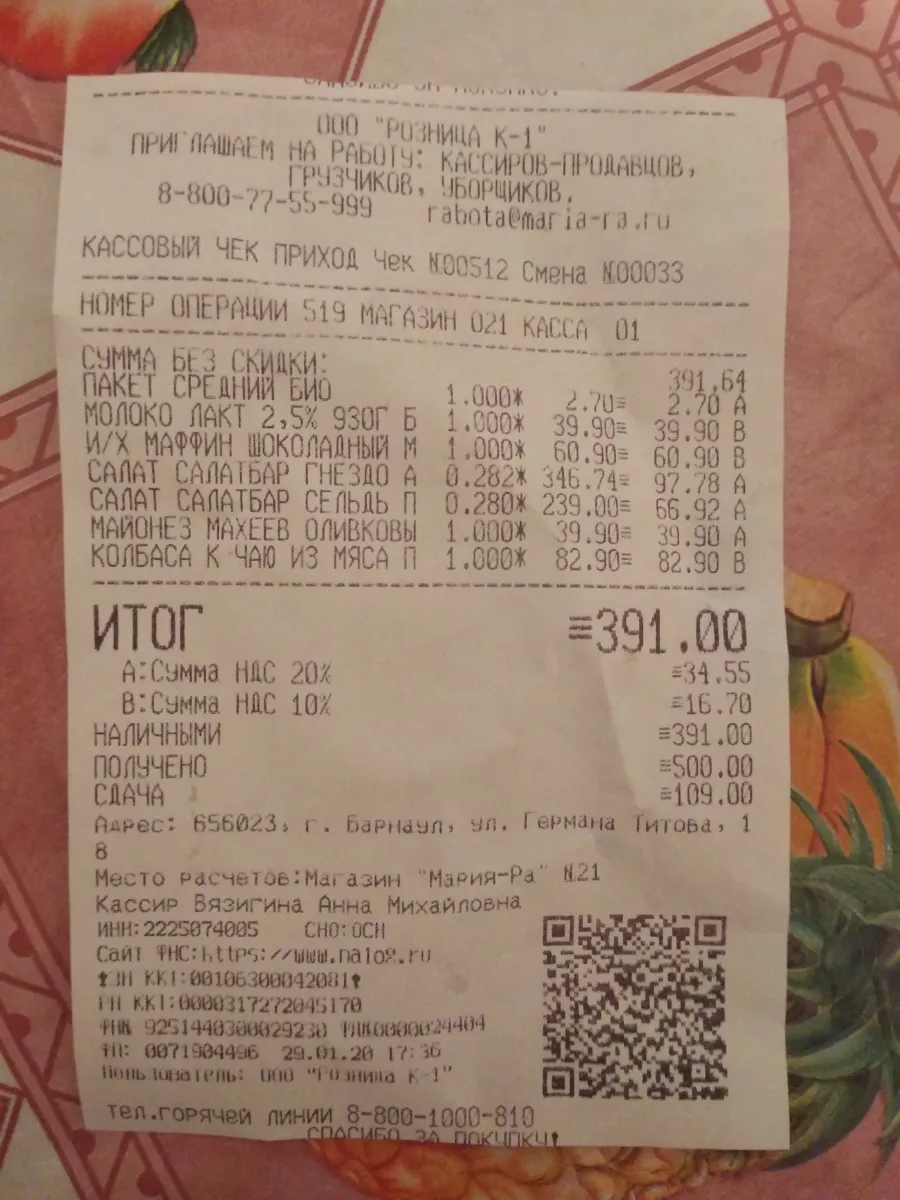 ООО "РОЗНИЦА К-1"
ПРИГЛАШАЕМ НА РАБОТУ: КАССИРОВ-ПРОДАВЦОВ,
ГРУЗЧИКОВ, УБОРЩИКОВ,
8-800-77-55-999 rabota@maria-ra.ru
КАССОВЫЙ ЧЕК ПРИХОД Чек №00512 Смена №00033
НОМЕР ОПЕРАЦИИ 519 МАГАЗИН 021 КАССА 01
СУММА БЕЗ СКИДКИ: 391,64
ПАКЕТ СРЕДНИЙ БИО 1.000* 2.70= 2.70 А
МОЛОКО ЛАКТ 2,5% 930Г Б 1.000* 39.90= 39.90 В
И/Х МАФФИН ШОКОЛАДНЫЙ М 1.000* 60.90= 60.90 В
САЛАТ САЛАТБАР ГНЕЗДО А 0.282* 346.74= 97.78 А
САЛАТ САЛАТБАР СЕЛЬДЬ П 0.280* 239.00= 66.92 А
МАЙОНЕЗ МАХЕЕВ ОЛИВКОВЫ 1.000* 39.90= 39.90 А
КОЛБАСА К ЧАЮ ИЗ МЯСА П 1.000* 82.90= 82.90 В
ИТОГ ≡391.00
А:Сумма НДС 20% =34.55
В:Сумма НДС 10% =16.70
НАЛИЧНЫМИ ≡391.00
ПОЛУЧЕНО =500.00
СДАЧА =109.00
Адрес: 656023, г. Барнаул, ул. Германа Титова, 1
8
Место расчетов:Магазин "Мария-Ра" №21
Кассир Вязигина Анна Михайловна
ИНН:2225074005 СНО:ОСН
Сайт ФНС:https://www.nalog.ru
ЗН ККТ:00106300042081
РН ККТ:0000317272045170
ФН№ 9251440300029230 ФД№0000024404
ФП: 0071904496 29.01.20 17:36
Пользователь: ООО "Розница К-1"
тел.горячей линии 8-800-1000-810
СПАСИБО ЗА ПОКУПКУ!